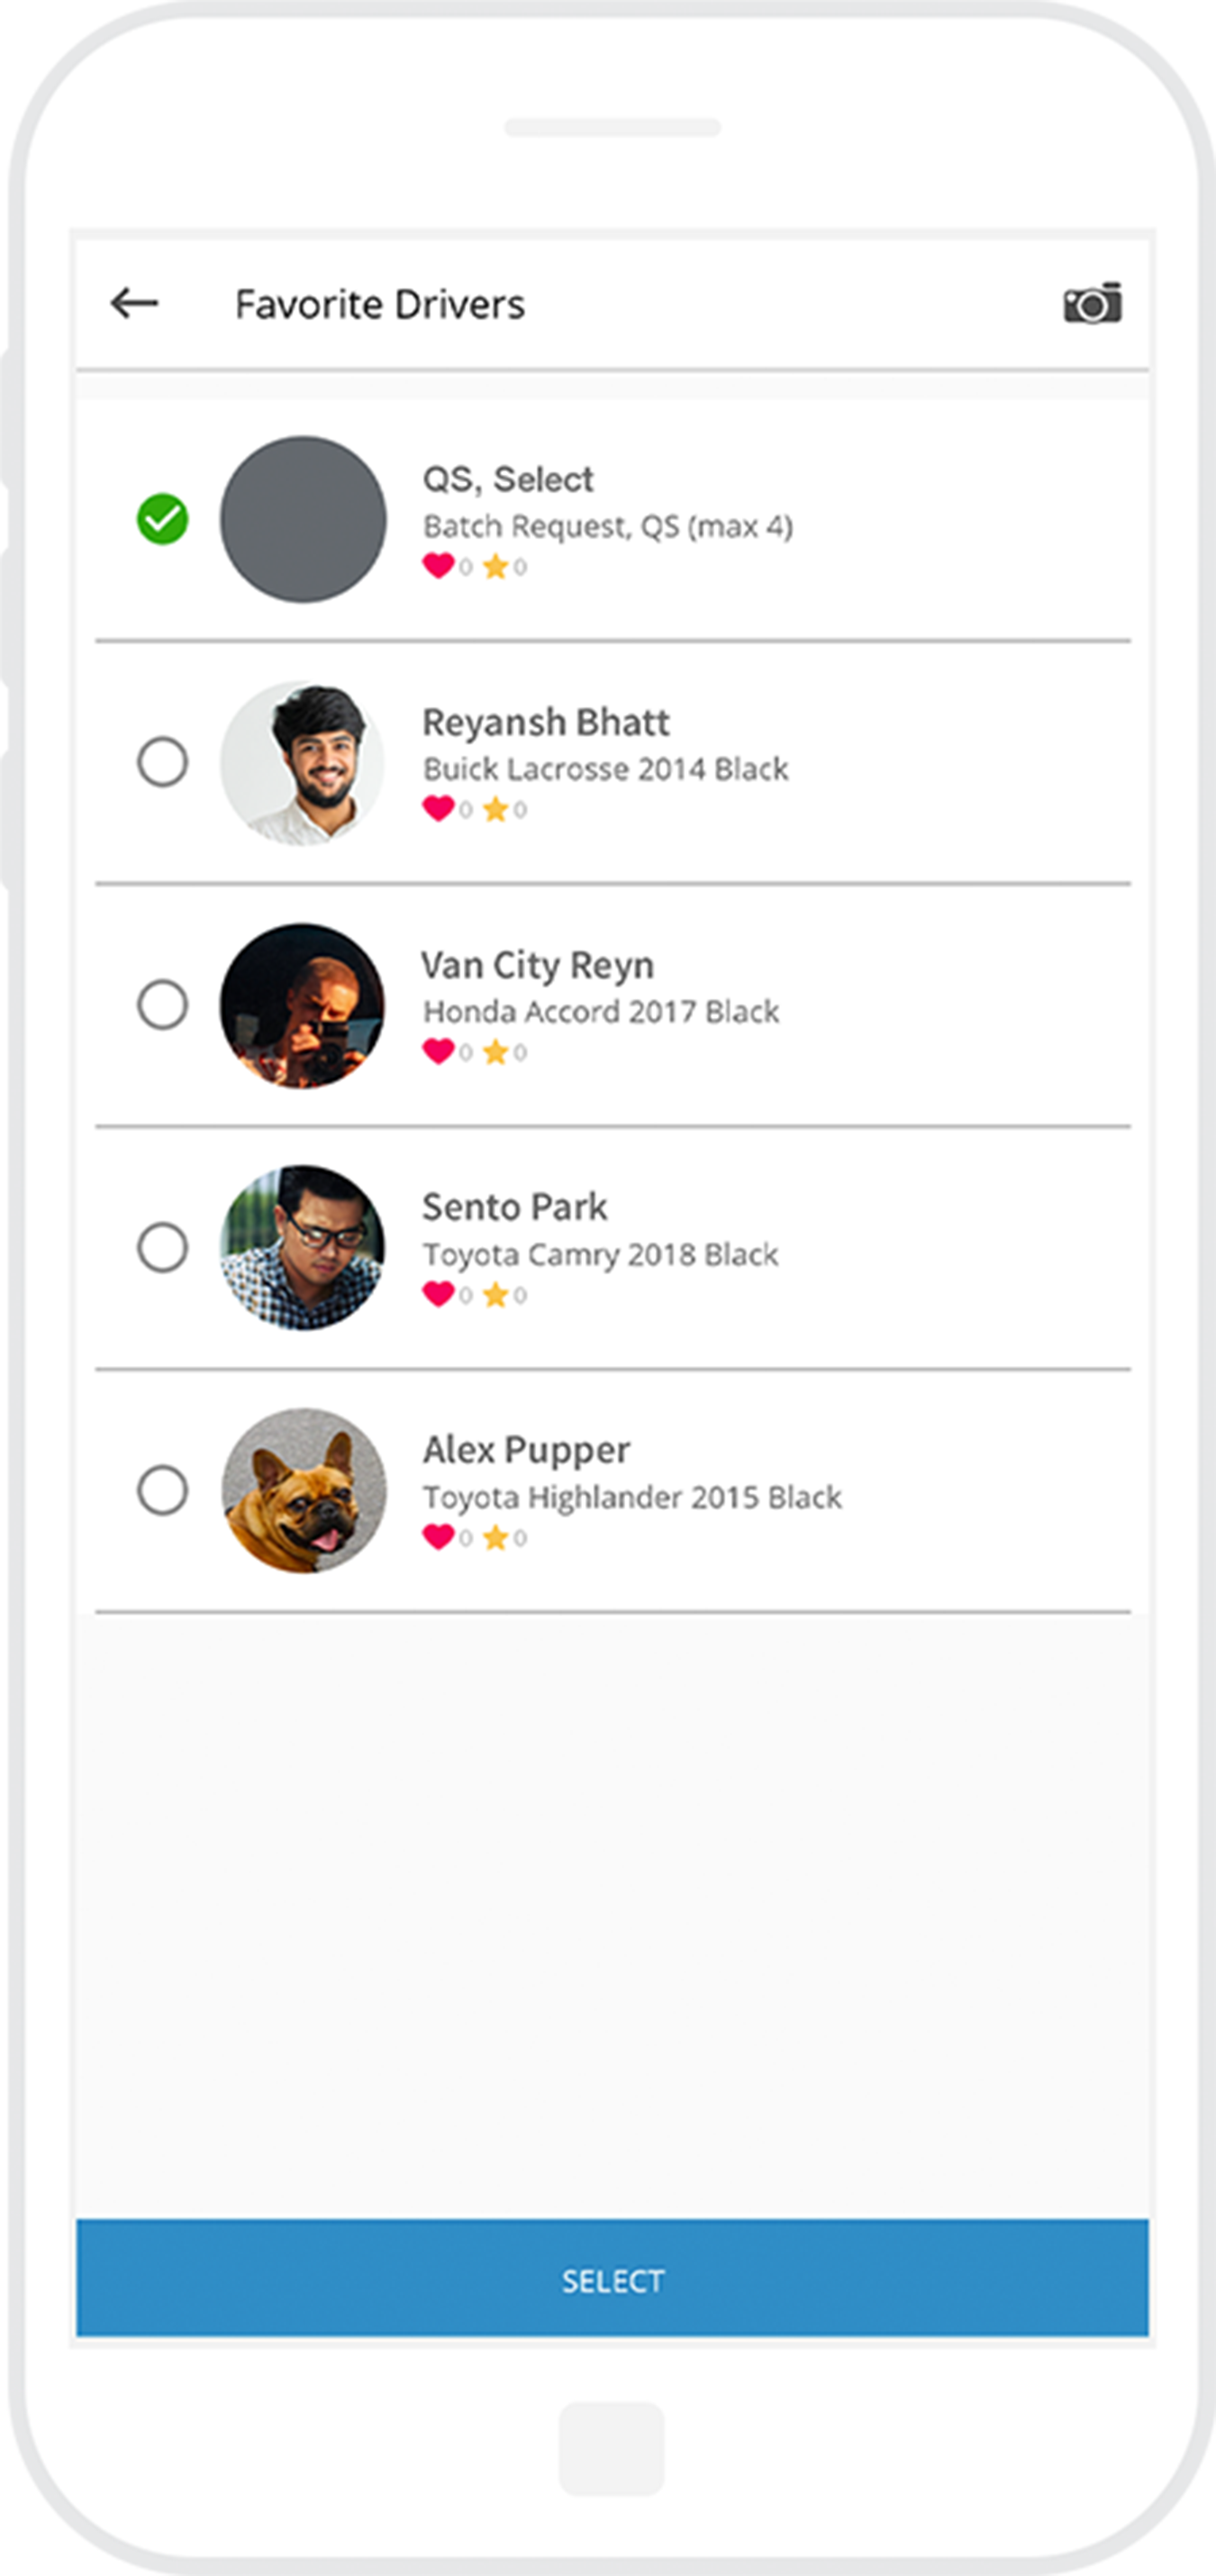 Favorite Drivers
QS, Select
Batch Request, QS (max 4)
0 0
Reyansh Bhatt
Buick Lacrosse 2014 Black
0 0
Van City Reyn
Honda Accord 2017 Black
0 0
Sento Park
Toyota Camry 2018 Black
0 0
Alex Pupper
Toyota Highlander 2015 Black
0 0
SELECT